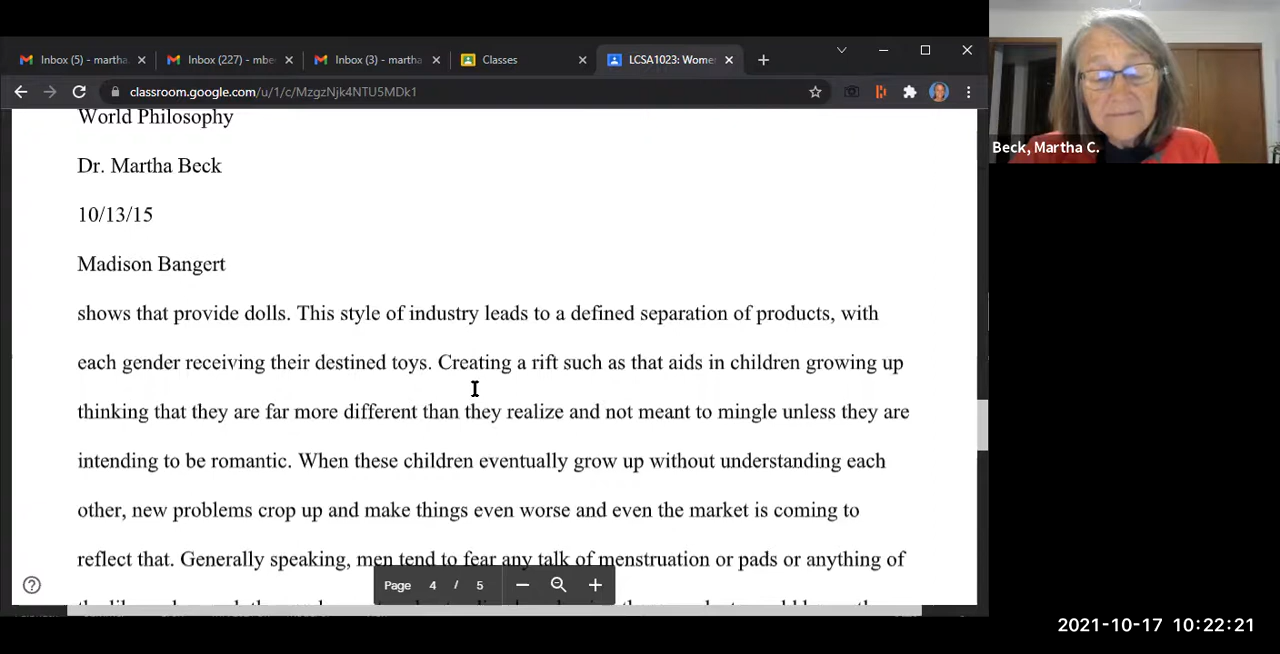 Inbox (5) - martha.
Inbox (227) - mbe
Inbox (3) - martha
Classes
LCSA1023: Wome
classroom.google.com/u/1/c/MzgzNjk4NTU5MDk1
Beck, Martha C.
World Philosophy
Dr. Martha Beck
10/13/15
Madison Bangert
shows that provide dolls. This style of industry leads to a defined separation of products, with
each gender receiving their destined toys. Creating a rift such as that aids in children growing up
thinking that they are far more different than they realize and not meant to mingle unless they are
intending to be romantic. When these children eventually grow up without understanding each
other, new problems crop up and make things even worse and even the market is coming to
reflect that. Generally speaking, men tend to fear any talk of menstruation or pads or anything of
Page 4 / 5
2021-10-17 10:22:21